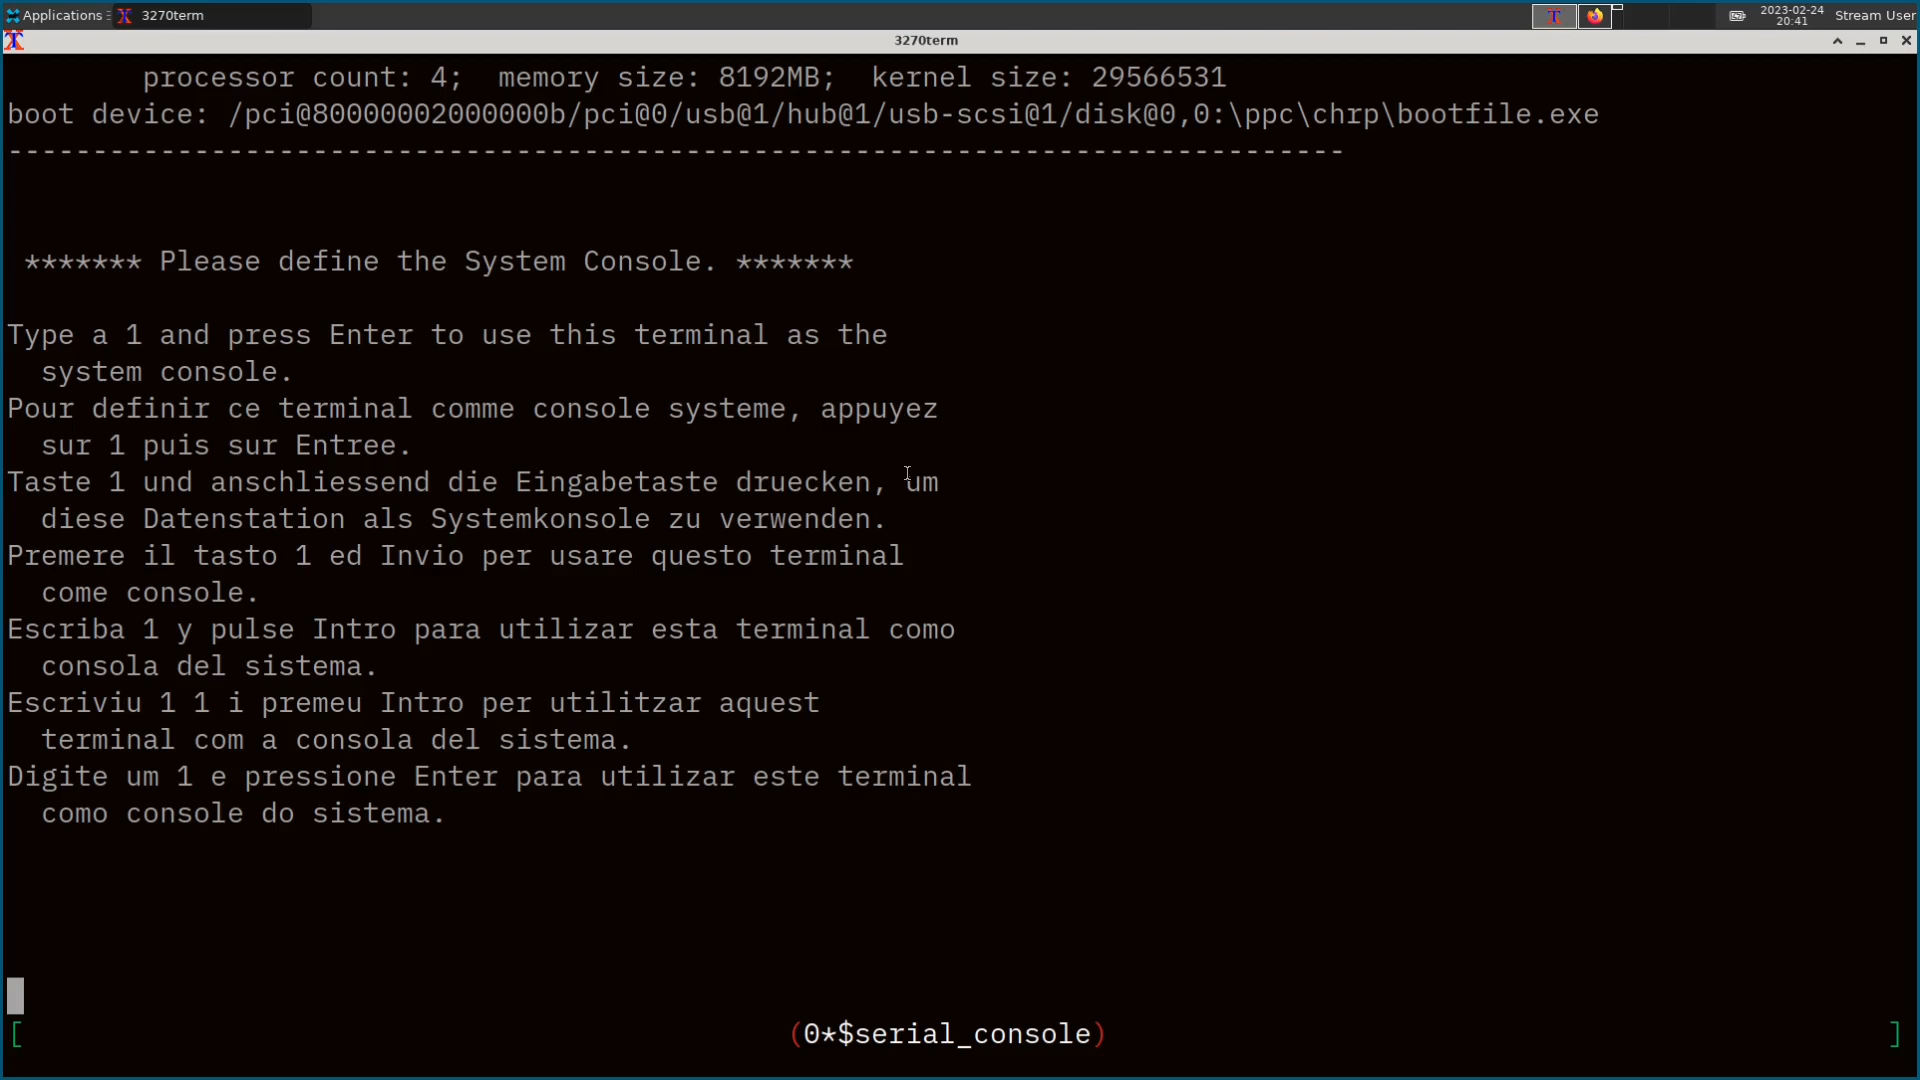 Applications
3270term
2023-02-24
20:41
Stream User
3270term
processor count: 4;  memory size: 8192MB;  kernel size: 29566531
boot device: /pci@80000002000000b/pci@0/usb@1/hub@1/usb-scsi@1/disk@0,0:\ppc\chrp\bootfile.exe
-------------------------------------------------------------------------------
******* Please define the System Console. *******
Type a 1 and press Enter to use this terminal as the
system console.
Pour definir ce terminal comme console systeme, appuyez
sur 1 puis sur Entree.
Taste 1 und anschliessend die Eingabetaste druecken, um
diese Datenstation als Systemkonsole zu verwenden.
Premere il tasto 1 ed Invio per usare questo terminal
come console.
Escriba 1 y pulse Intro para utilizar esta terminal como
consola del sistema.
Escriviu 1 1 i premeu Intro per utilitzar aquest
terminal com a consola del sistema.
Digite um 1 e pressione Enter para utilizar este terminal
como console do sistema.
[ (0*$serial_console) ]